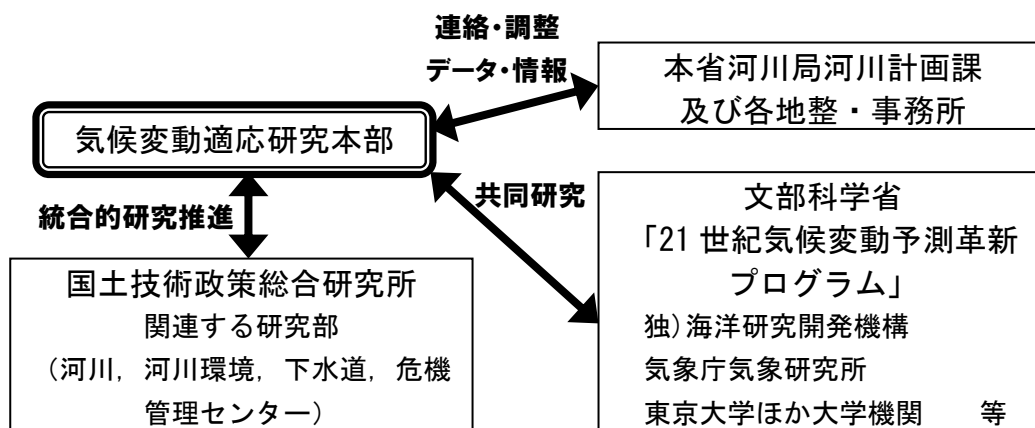 連絡・調整
データ・情報
本省河川局河川計画課
及び各地整・事務所
気候変動適応研究本部
統合的研究推進
共同研究
国土技術政策総合研究所
関連する研究部
（河川，河川環境，下水道，危機
管理センター）
文部科学省
「21 世紀気候変動予測革新
プログラム」
独）海洋研究開発機構
気象庁気象研究所
東京大学ほか大学機関　　等